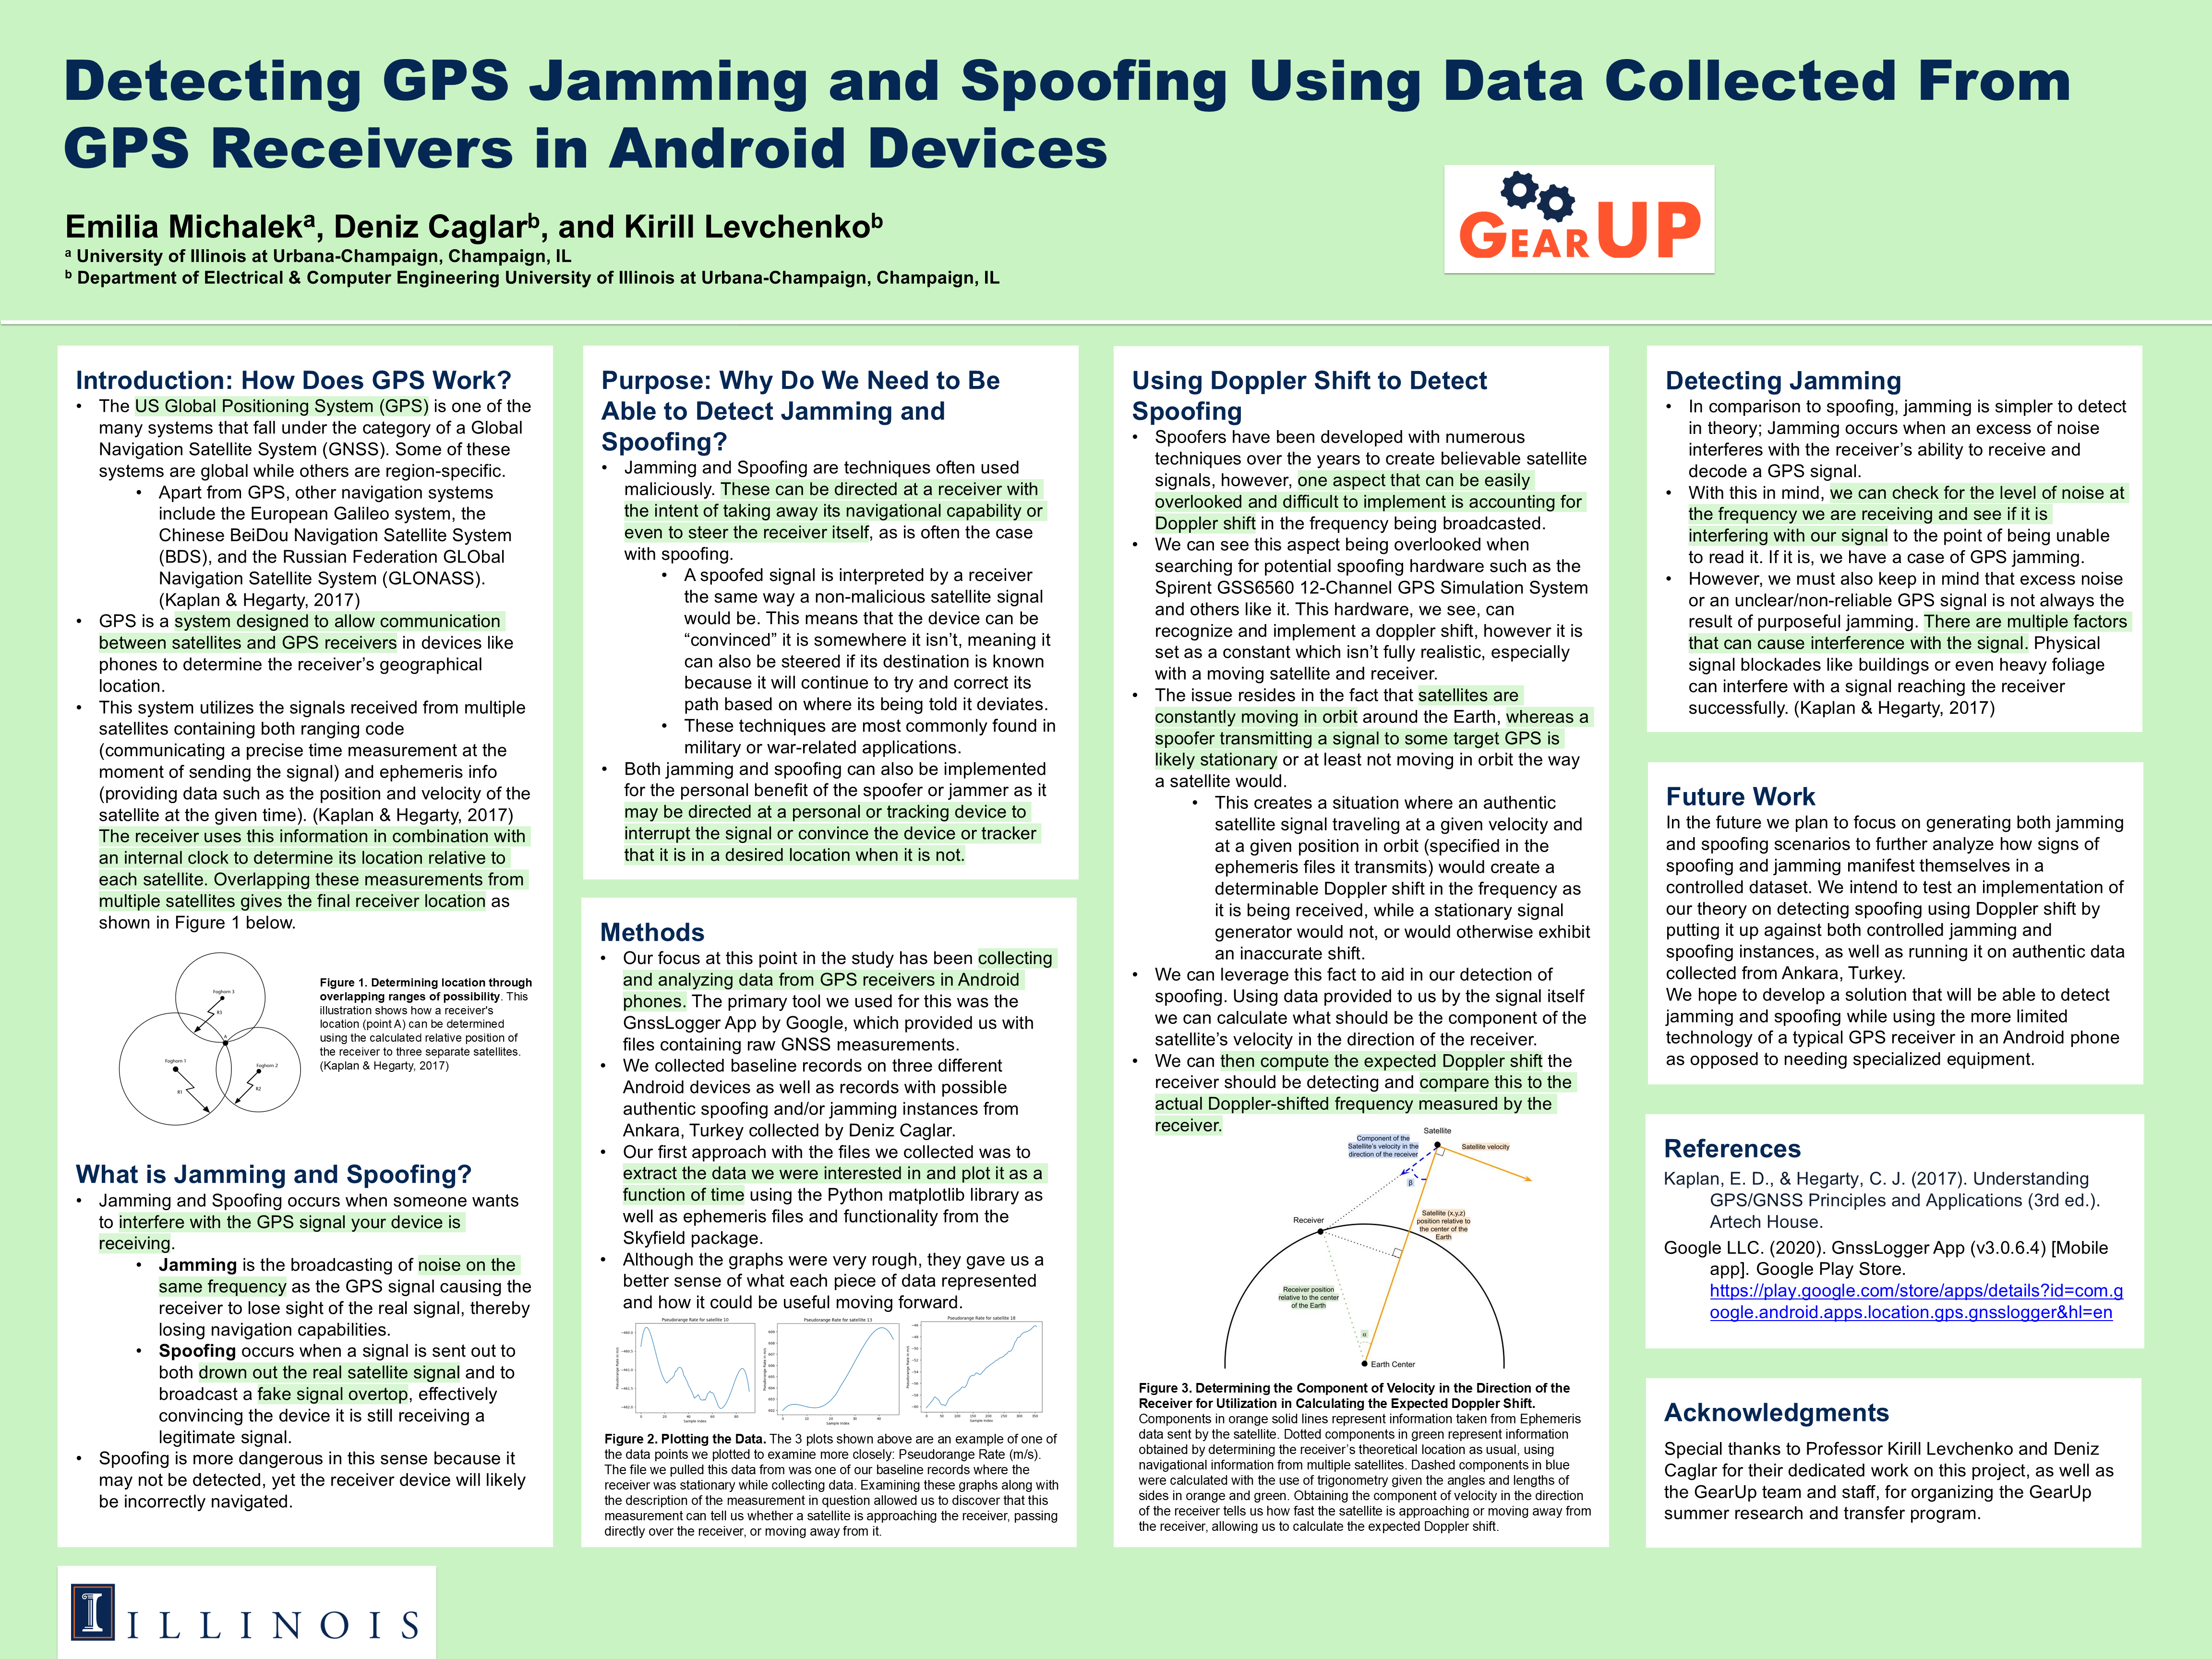 Detecting GPS Jamming and Spoofing Using Data Collected From
GPS Receivers in Android Devices
Emilia Michalekᵃ, Deniz Caglarᵇ, and Kirill Levchenkoᵇ
ᵃ University of Illinois at Urbana-Champaign, Champaign, IL
ᵇ Department of Electrical & Computer Engineering University of Illinois at Urbana-Champaign, Champaign, IL
GEAR UP
Introduction: How Does GPS Work?
• The US Global Positioning System (GPS) is one of the
many systems that fall under the category of a Global
Navigation Satellite System (GNSS). Some of these
systems are global while others are region-specific.
• Apart from GPS, other navigation systems
include the European Galileo system, the
Chinese BeiDou Navigation Satellite System
(BDS), and the Russian Federation GLObal
Navigation Satellite System (GLONASS).
(Kaplan & Hegarty, 2017)
• GPS is a system designed to allow communication
between satellites and GPS receivers in devices like
phones to determine the receiver's geographical
location.
• This system utilizes the signals received from multiple
satellites containing both ranging code
(communicating a precise time measurement at the
moment of sending the signal) and ephemeris info
(providing data such as the position and velocity of the
satellite at the given time). (Kaplan & Hegarty, 2017)
The receiver uses this information in combination with
an internal clock to determine its location relative to
each satellite. Overlapping these measurements from
multiple satellites gives the final receiver location as
shown in Figure 1 below.
Foghorn 3
R3
A
Foghorn 1
R1
Foghorn 2
R2
Figure 1. Determining location through
overlapping ranges of possibility. This
illustration shows how a receiver's
location (point A) can be determined
using the calculated relative position of
the receiver to three separate satellites.
(Kaplan & Hegarty, 2017)
What is Jamming and Spoofing?
• Jamming and Spoofing occurs when someone wants
to interfere with the GPS signal your device is
receiving.
• Jamming is the broadcasting of noise on the
same frequency as the GPS signal causing the
receiver to lose sight of the real signal, thereby
losing navigation capabilities.
• Spoofing occurs when a signal is sent out to
both drown out the real satellite signal and to
broadcast a fake signal overtop, effectively
convincing the device it is still receiving a
legitimate signal.
• Spoofing is more dangerous in this sense because it
may not be detected, yet the receiver device will likely
be incorrectly navigated.
Purpose: Why Do We Need to Be
Able to Detect Jamming and
Spoofing?
• Jamming and Spoofing are techniques often used
maliciously. These can be directed at a receiver with
the intent of taking away its navigational capability or
even to steer the receiver itself, as is often the case
with spoofing.
• A spoofed signal is interpreted by a receiver
the same way a non-malicious satellite signal
would be. This means that the device can be
“convinced” it is somewhere it isn't, meaning it
can also be steered if its destination is known
because it will continue to try and correct its
path based on where its being told it deviates.
• These techniques are most commonly found in
military or war-related applications.
• Both jamming and spoofing can also be implemented
for the personal benefit of the spoofer or jammer as it
may be directed at a personal or tracking device to
interrupt the signal or convince the device or tracker
that it is in a desired location when it is not.
Methods
• Our focus at this point in the study has been collecting
and analyzing data from GPS receivers in Android
phones. The primary tool we used for this was the
GnssLogger App by Google, which provided us with
files containing raw GNSS measurements.
• We collected baseline records on three different
Android devices as well as records with possible
authentic spoofing and/or jamming instances from
Ankara, Turkey collected by Deniz Caglar.
• Our first approach with the files we collected was to
extract the data we were interested in and plot it as a
function of time using the Python matplotlib library as
well as ephemeris files and functionality from the
Skyfield package.
• Although the graphs were very rough, they gave us a
better sense of what each piece of data represented
and how it could be useful moving forward.
Pseudorange Rate for satellite 10
Pseudorange Rate for satellite 13
Pseudorange Rate for satellite 18
Sample Index
Sample Index
Sample Index
Figure 2. Plotting the Data. The 3 plots shown above are an example of one of
the data points we plotted to examine more closely: Pseudorange Rate (m/s).
The file we pulled this data from was one of our baseline records where the
receiver was stationary while collecting data. Examining these graphs along with
the description of the measurement in question allowed us to discover that this
measurement can tell us whether a satellite is approaching the receiver, passing
directly over the receiver, or moving away from it.
Using Doppler Shift to Detect
Spoofing
• Spoofers have been developed with numerous
techniques over the years to create believable satellite
signals, however, one aspect that can be easily
overlooked and difficult to implement is accounting for
Doppler shift in the frequency being broadcasted.
• We can see this aspect being overlooked when
searching for potential spoofing hardware such as the
Spirent GSS6560 12-Channel GPS Simulation System
and others like it. This hardware, we see, can
recognize and implement a doppler shift, however it is
set as a constant which isn't fully realistic, especially
with a moving satellite and receiver.
• The issue resides in the fact that satellites are
constantly moving in orbit around the Earth, whereas a
spoofer transmitting a signal to some target GPS is
likely stationary or at least not moving in orbit the way
a satellite would.
• This creates a situation where an authentic
satellite signal traveling at a given velocity and
at a given position in orbit (specified in the
ephemeris files it transmits) would create a
determinable Doppler shift in the frequency as
it is being received, while a stationary signal
generator would not, or would otherwise exhibit
an inaccurate shift.
• We can leverage this fact to aid in our detection of
spoofing. Using data provided to us by the signal itself
we can calculate what should be the component of the
satellite's velocity in the direction of the receiver.
• We can then compute the expected Doppler shift the
receiver should be detecting and compare this to the
actual Doppler-shifted frequency measured by the
receiver.
Satellite
Component of the
Satellite's velocity in the
direction of the receiver
Satellite velocity
β
Receiver
Satellite (x,y,z)
position relative to
the center of the
Earth
Receiver position
relative to the center
of the Earth
α
Earth Center
Figure 3. Determining the Component of Velocity in the Direction of the
Receiver for Utilization in Calculating the Expected Doppler Shift.
Components in orange solid lines represent information taken from Ephemeris
data sent by the satellite. Dotted components in green represent information
obtained by determining the receiver's theoretical location as usual, using
navigational information from multiple satellites. Dashed components in blue
were calculated with the use of trigonometry given the angles and lengths of
sides in orange and green. Obtaining the component of velocity in the direction
of the receiver tells us how fast the satellite is approaching or moving away from
the receiver, allowing us to calculate the expected Doppler shift.
Detecting Jamming
• In comparison to spoofing, jamming is simpler to detect
in theory; Jamming occurs when an excess of noise
interferes with the receiver's ability to receive and
decode a GPS signal.
• With this in mind, we can check for the level of noise at
the frequency we are receiving and see if it is
interfering with our signal to the point of being unable
to read it. If it is, we have a case of GPS jamming.
• However, we must also keep in mind that excess noise
or an unclear/non-reliable GPS signal is not always the
result of purposeful jamming. There are multiple factors
that can cause interference with the signal. Physical
signal blockades like buildings or even heavy foliage
can interfere with a signal reaching the receiver
successfully. (Kaplan & Hegarty, 2017)
Future Work
In the future we plan to focus on generating both jamming
and spoofing scenarios to further analyze how signs of
spoofing and jamming manifest themselves in a
controlled dataset. We intend to test an implementation of
our theory on detecting spoofing using Doppler shift by
putting it up against both controlled jamming and
spoofing instances, as well as running it on authentic data
collected from Ankara, Turkey.
We hope to develop a solution that will be able to detect
jamming and spoofing while using the more limited
technology of a typical GPS receiver in an Android phone
as opposed to needing specialized equipment.
References
Kaplan, E. D., & Hegarty, C. J. (2017). Understanding
GPS/GNSS Principles and Applications (3rd ed.).
Artech House.
Google LLC. (2020). GnssLogger App (v3.0.6.4) [Mobile
app]. Google Play Store.
https://play.google.com/store/apps/details?id=com.g
oogle.android.apps.location.gps.gnsslogger&hl=en
Acknowledgments
Special thanks to Professor Kirill Levchenko and Deniz
Caglar for their dedicated work on this project, as well as
the GearUp team and staff, for organizing the GearUp
summer research and transfer program.
ILLINOIS